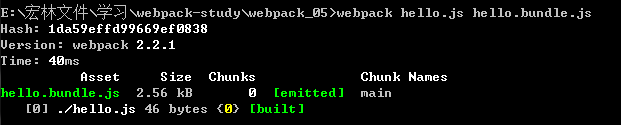 E:\宏林文件\学习\webpack-study\webpack_05>webpack hello.js hello.bundle.js
Hash: 1da59effd99669ef0838
Version: webpack 2.2.1
Time: 40ms
Asset Size Chunks Chunk Names
hello.bundle.js 2.56 kB 0 [emitted] main
[0] ./hello.js 46 bytes {0} [built]